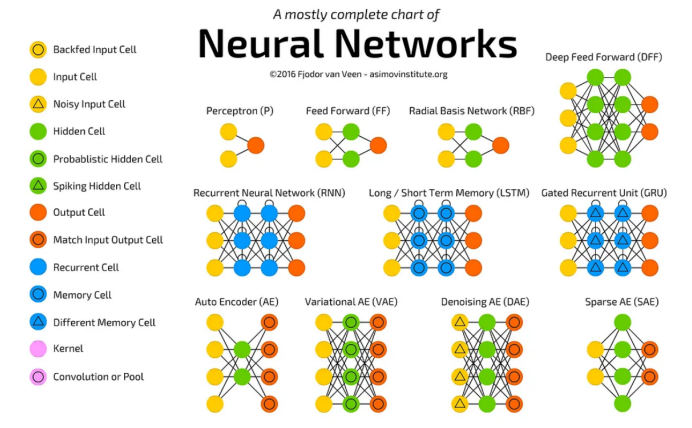 A mostly complete chart of
Neural Networks
©2016 Fjodor van Veen - asimovinstitute.org
Backfed Input Cell
Input Cell
Noisy Input Cell
Hidden Cell
Probablistic Hidden Cell
Spiking Hidden Cell
Output Cell
Match Input Output Cell
Recurrent Cell
Memory Cell
Different Memory Cell
Kernel
Convolution or Pool
Deep Feed Forward (DFF)
Perceptron (P)
Feed Forward (FF)
Radial Basis Network (RBF)
Recurrent Neural Network (RNN)
Long / Short Term Memory (LSTM)
Gated Recurrent Unit (GRU)
Auto Encoder (AE)
Variational AE (VAE)
Denoising AE (DAE)
Sparse AE (SAE)